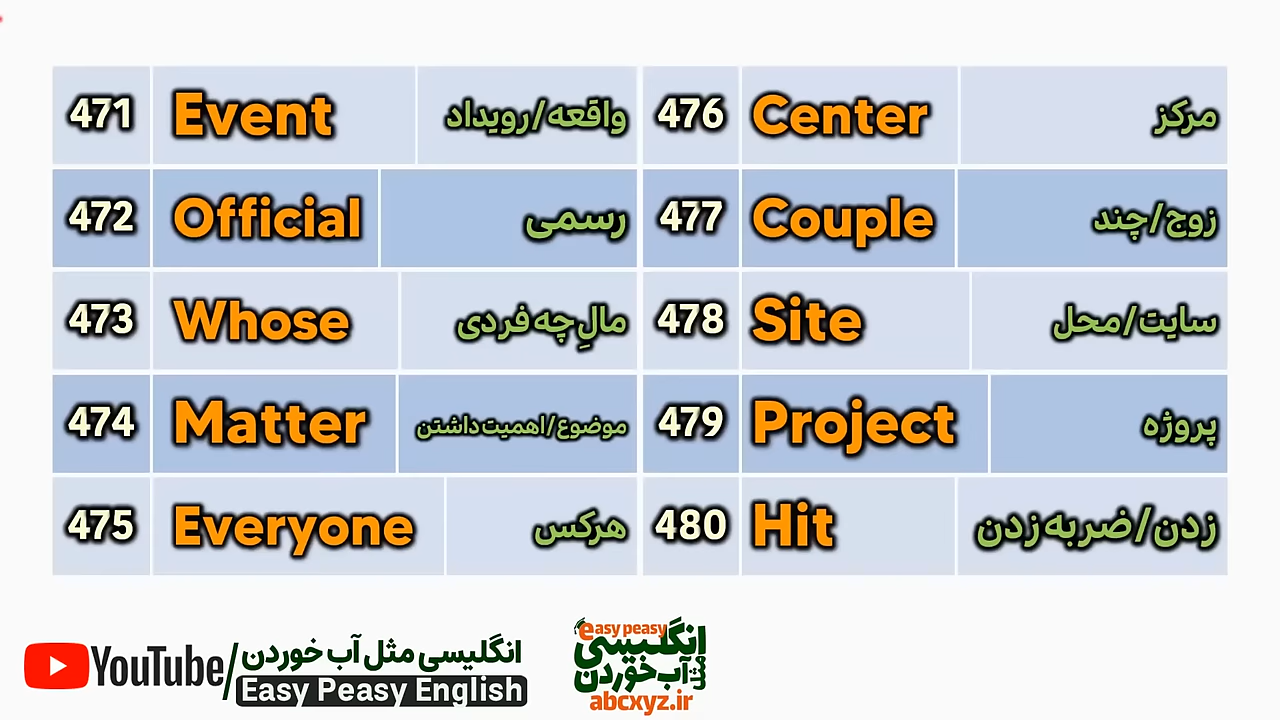 471 Event واقعه/رویداد 476 Center مرکز
472 Official رسمی 477 Couple زوج/چند
473 Whose مالِ چه فردی 478 Site سایت/محل
474 Matter موضوع/اهمیت داشتن 479 Project پروژه
475 Everyone هرکس 480 Hit زدن/ضربه زدن
YouTube/انگلیسی مثل آب خوردن
Easy Peasy English
easy peasy
انگلیسی
مثل آب خوردن
abcxyz.ir